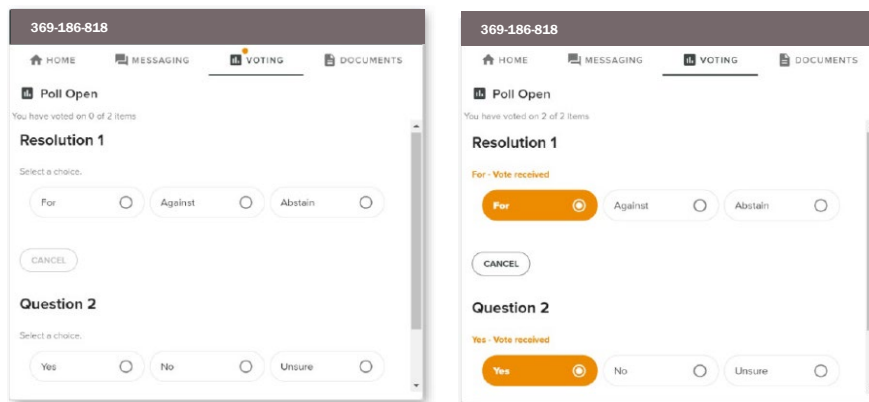 369-186-818
HOME MESSAGING VOTING DOCUMENTS
Poll Open
You have voted on 0 of 2 items
Resolution 1
Select a choice.
For Against Abstain
CANCEL
Question 2
Select a choice.
Yes No Unsure
369-186-818
HOME MESSAGING VOTING DOCUMENTS
Poll Open
You have voted on 2 of 2 items
Resolution 1
For - Vote received
For Against Abstain
CANCEL
Question 2
Yes - Vote received
Yes No Unsure